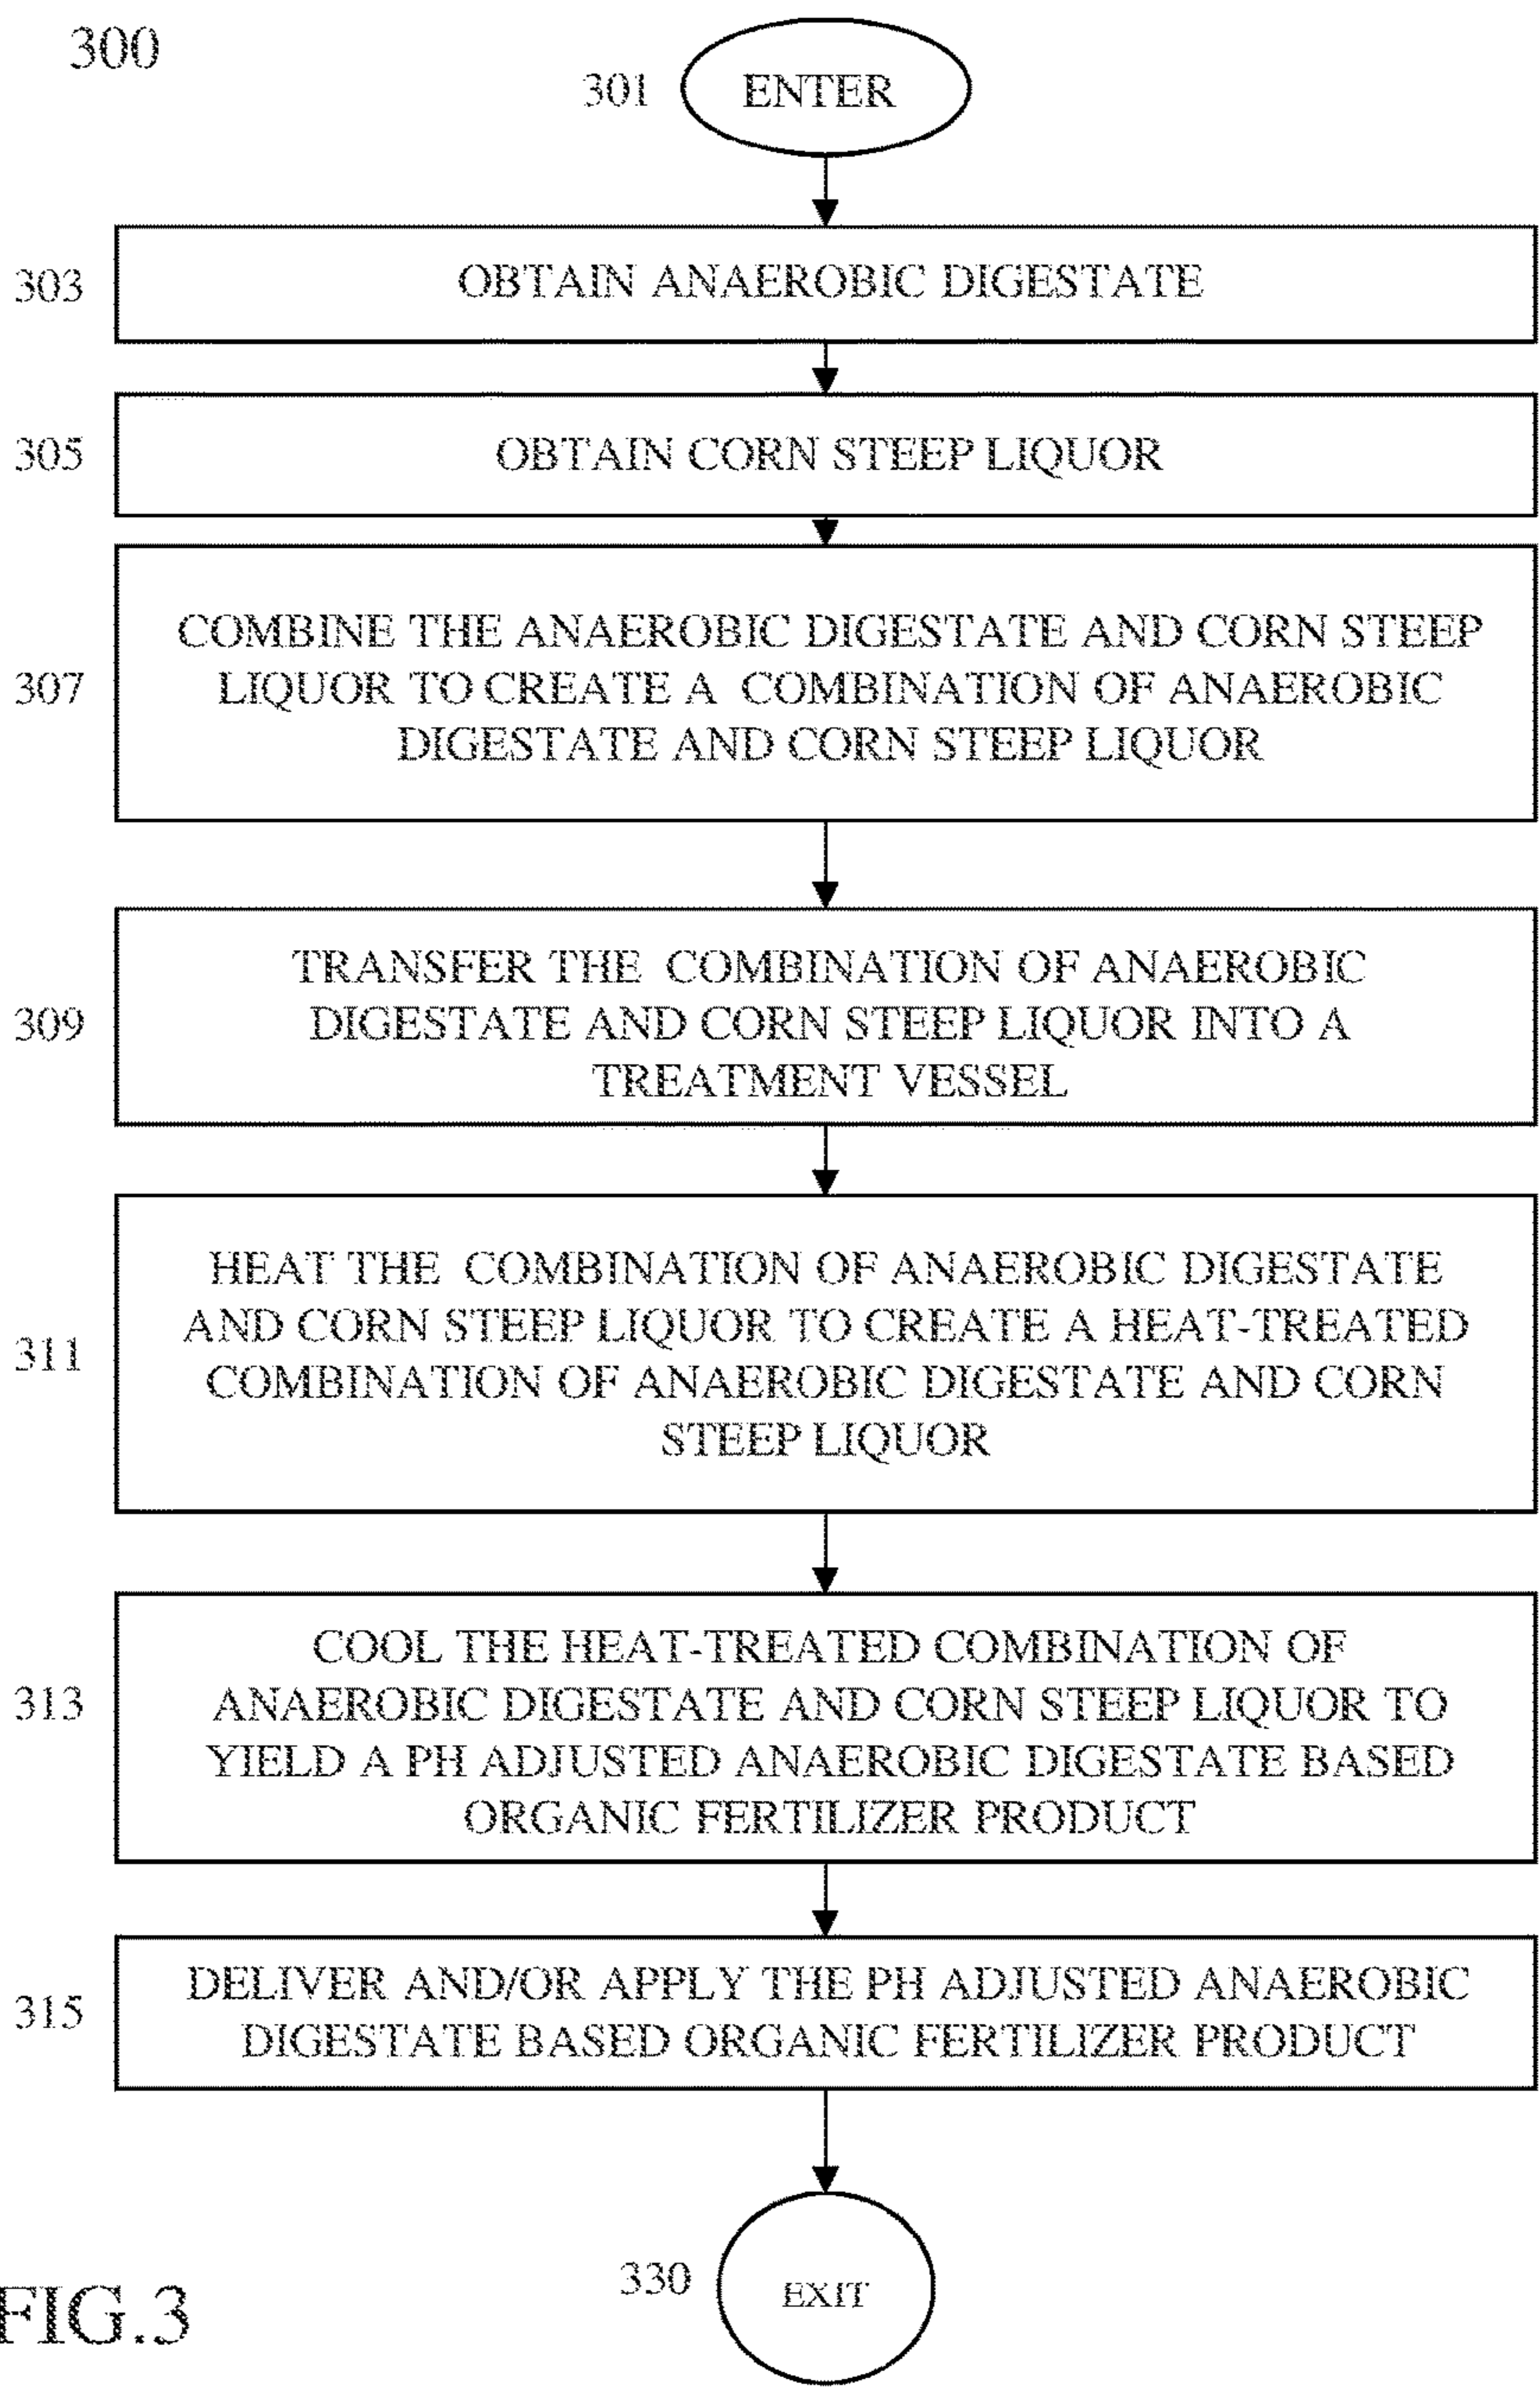 300
301 ENTER
303 OBTAIN ANAEROBIC DIGESTATE
305 OBTAIN CORN STEEP LIQUOR
COMBINE THE ANAEROBIC DIGESTATE AND CORN STEEP
307 LIQUOR TO CREATE A COMBINATION OF ANAEROBIC
DIGESTATE AND CORN STEEP LIQUOR
TRANSFER THE COMBINATION OF ANAEROBIC
309 DIGESTATE AND CORN STEEP LIQUOR INTO A
TREATMENT VESSEL
HEAT THE COMBINATION OF ANAEROBIC DIGESTATE
311 AND CORN STEEP LIQUOR TO CREATE A HEAT-TREATED
COMBINATION OF ANAEROBIC DIGESTATE AND CORN
STEEP LIQUOR
COOL THE HEAT-TREATED COMBINATION OF
313 ANAEROBIC DIGESTATE AND CORN STEEP LIQUOR TO
YIELD A PH ADJUSTED ANAEROBIC DIGESTATE BASED
ORGANIC FERTILIZER PRODUCT
315 DELIVER AND/OR APPLY THE PH ADJUSTED ANAEROBIC
DIGESTATE BASED ORGANIC FERTILIZER PRODUCT
330 EXIT
FIG.3